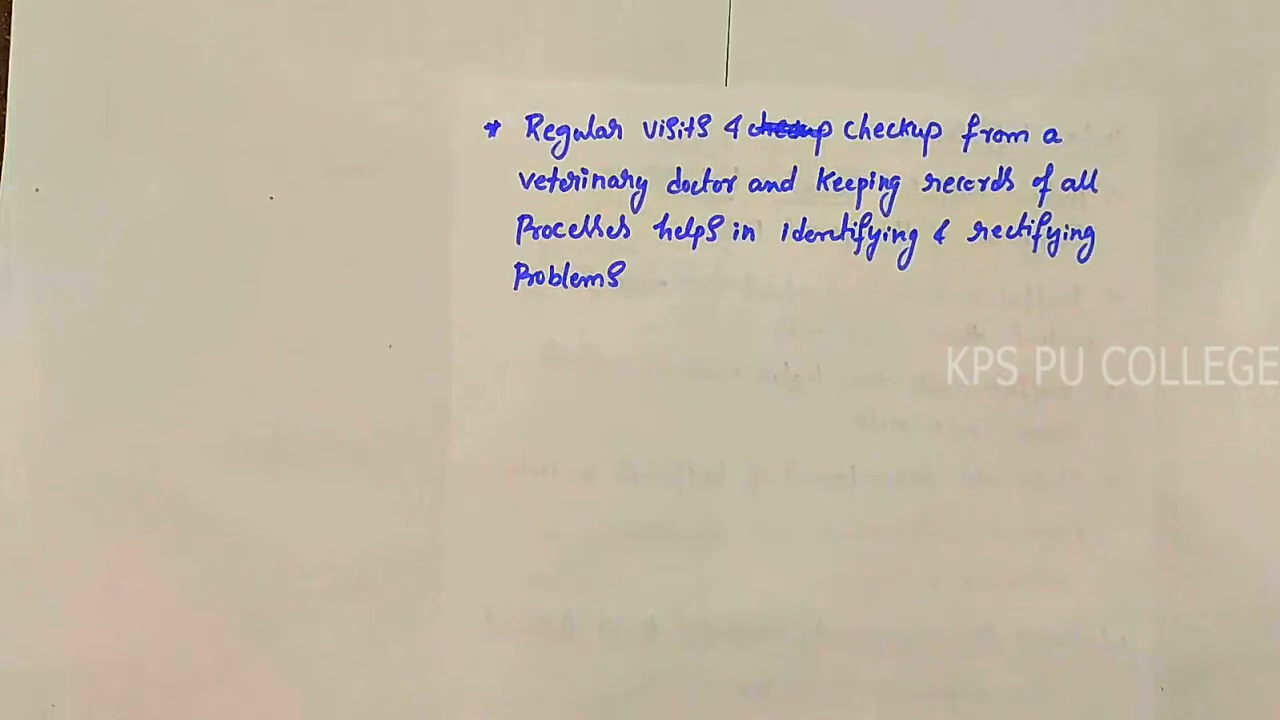 * Regular visits & checkup checkup from a
veterinary doctor and Keeping records of all
Processes helps in identifying & rectifying
Problems
KPS PU COLLEGE